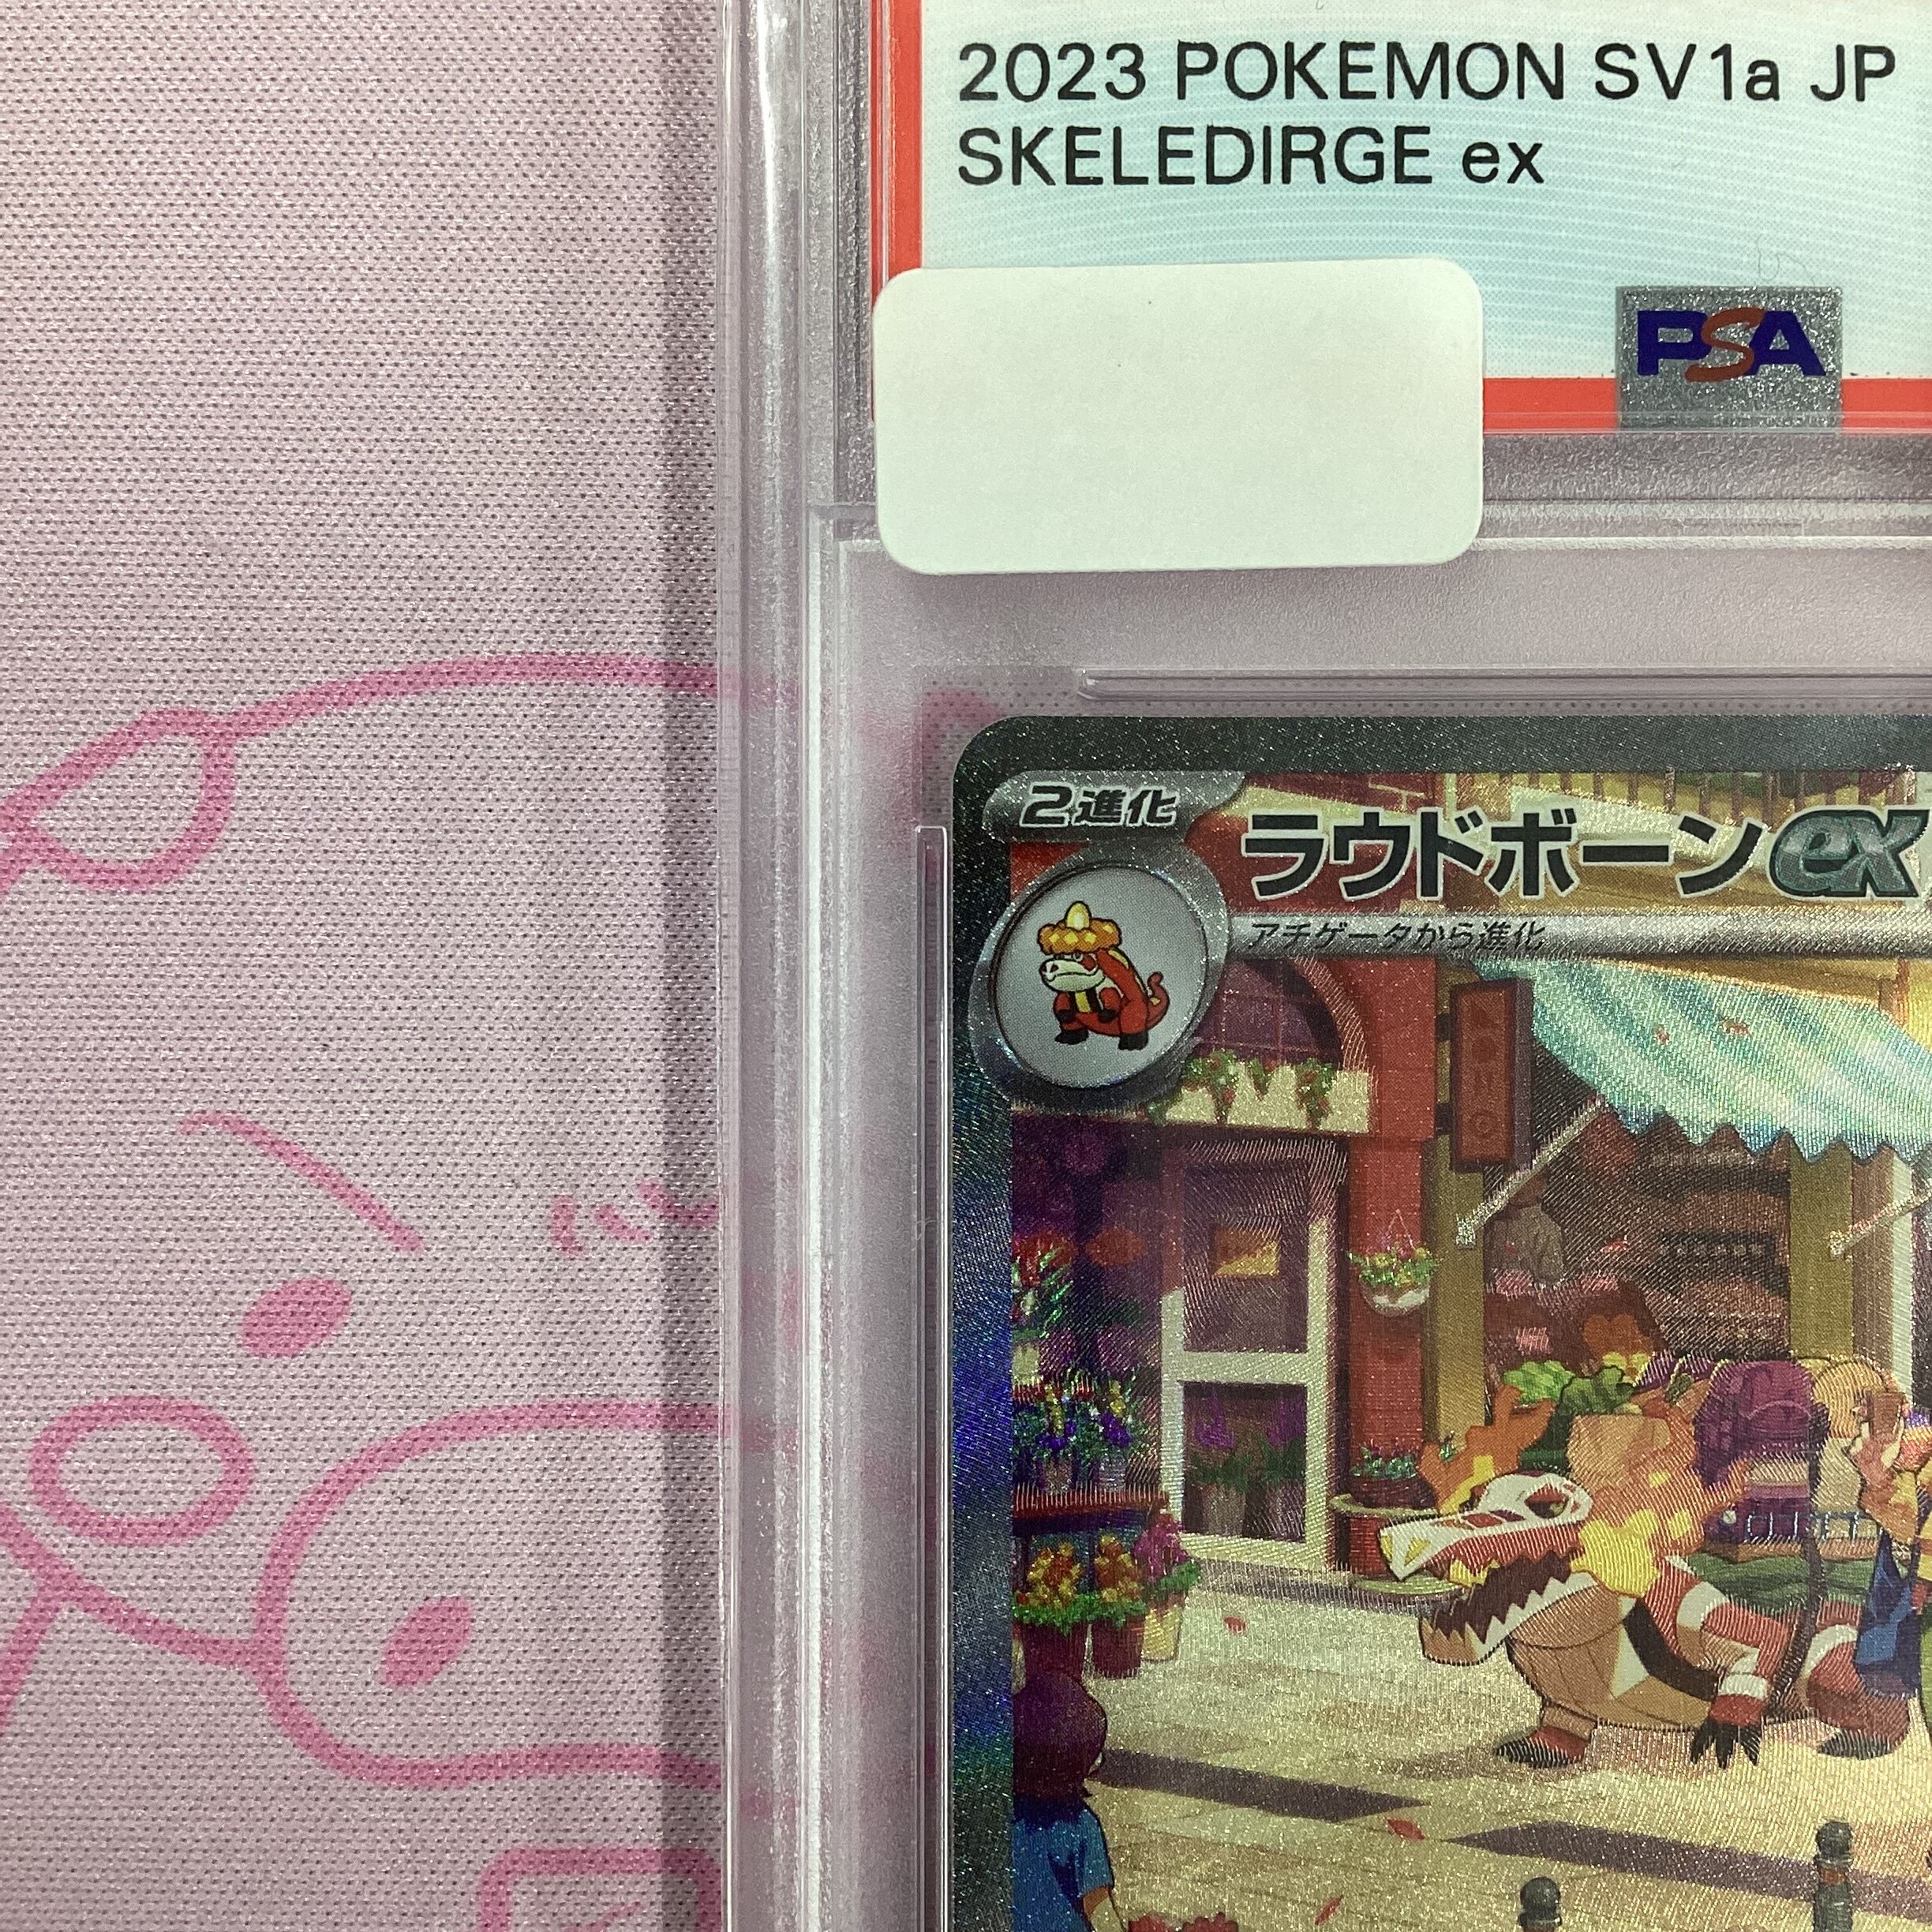 2023 POKEMON SV1a JP
SKELEDIRGE ex
PSA
2進化
ラウドボーンex
アチゲータから進化